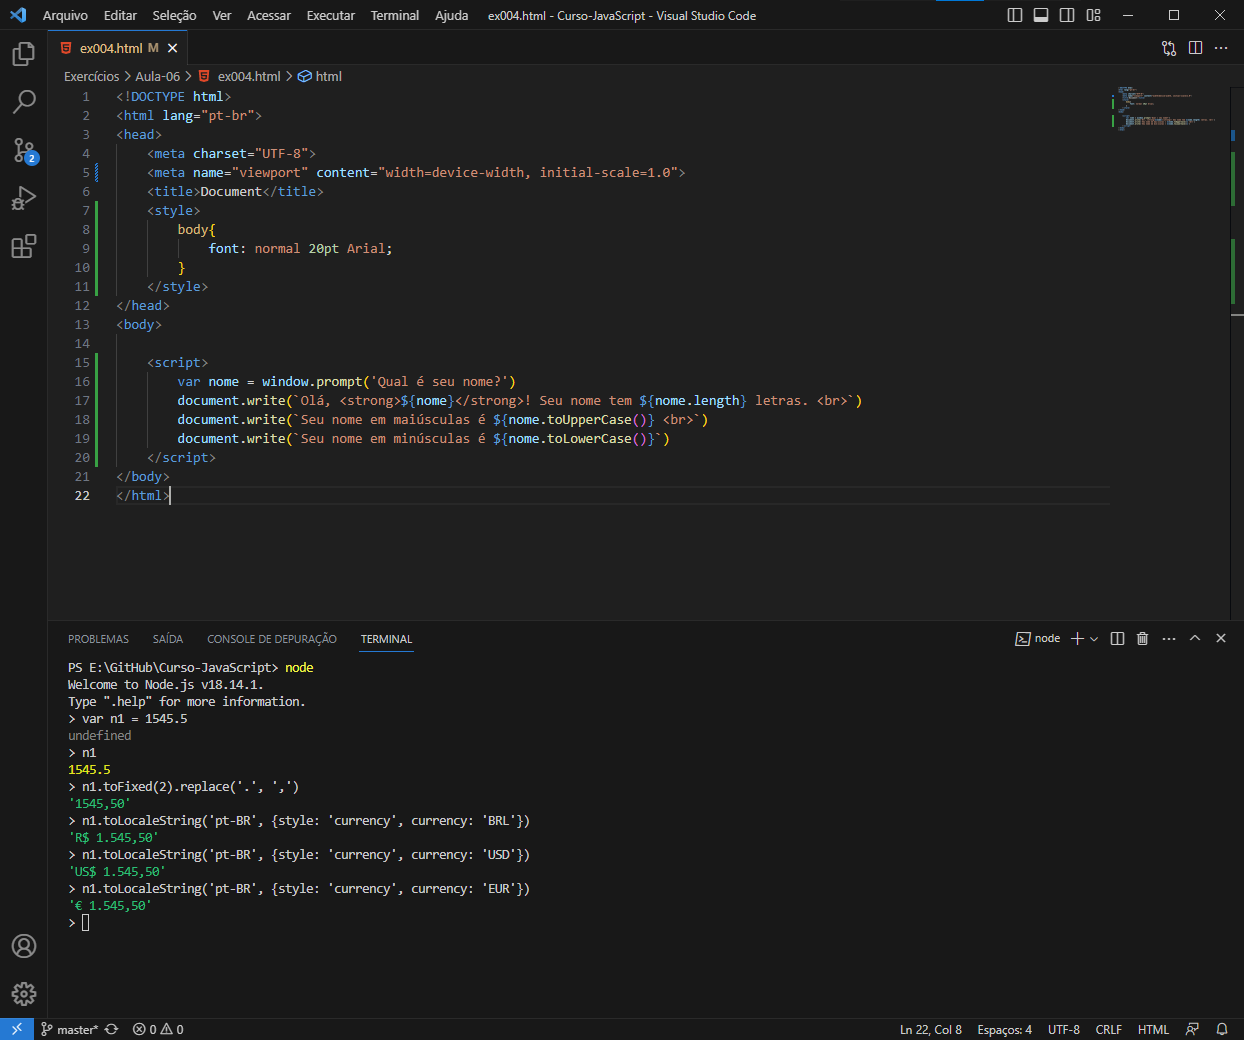 Arquivo Editar Seleção Ver Acessar Executar Terminal Ajuda ex004.html - Curso-JavaScript - Visual Studio Code
ex004.html M
Exercícios > Aula-06 > ex004.html > html
1 <!DOCTYPE html>
2 <html lang="pt-br">
3 <head>
4 <meta charset="UTF-8">
5 <meta name="viewport" content="width=device-width, initial-scale=1.0">
6 <title>Document</title>
7 <style>
8 body{
9 font: normal 20pt Arial;
10 }
11 </style>
12 </head>
13 <body>
14
15 <script>
16 var nome = window.prompt('Qual é seu nome?')
17 document.write(`Olá, <strong>${nome}</strong>! Seu nome tem ${nome.length} letras. <br>`)
18 document.write(`Seu nome em maiúsculas é ${nome.toUpperCase()} <br>`)
19 document.write(`Seu nome em minúsculas é ${nome.toLowerCase()}`)
20 </script>
21 </body>
22 </html>
2
PROBLEMAS SAÍDA CONSOLE DE DEPURAÇÃO TERMINAL node
PS E:\GitHub\Curso-JavaScript> node
Welcome to Node.js v18.14.1.
Type ".help" for more information.
> var n1 = 1545.5
undefined
> n1
1545.5
> n1.toFixed(2).replace('.', ',')
'1545,50'
> n1.toLocaleString('pt-BR', {style: 'currency', currency: 'BRL'})
'R$ 1.545,50'
> n1.toLocaleString('pt-BR', {style: 'currency', currency: 'USD'})
'US$ 1.545,50'
> n1.toLocaleString('pt-BR', {style: 'currency', currency: 'EUR'})
'€ 1.545,50'
>
master* 0 0 Ln 22, Col 8 Espaços: 4 UTF-8 CRLF HTML